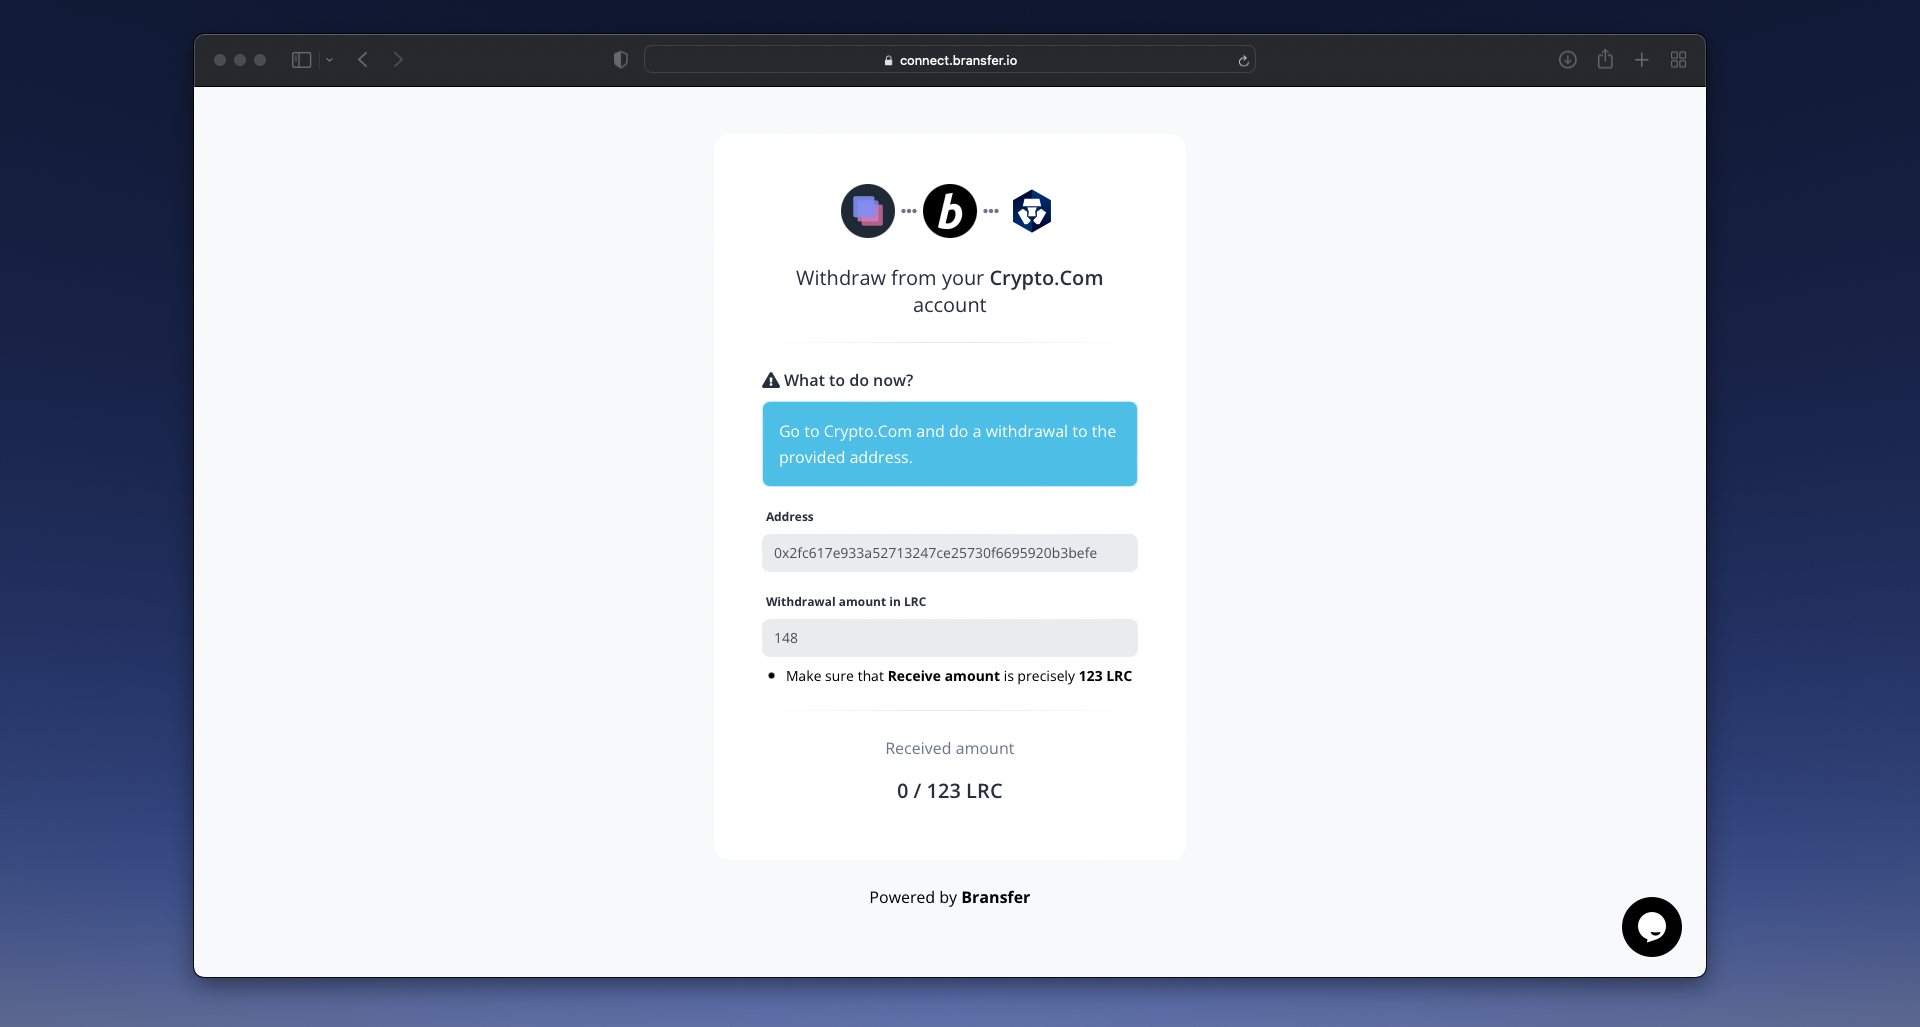 connect.bransfer.io
b
Withdraw from your Crypto.Com
account
What to do now?
Go to Crypto.Com and do a withdrawal to the
provided address.
Address
0x2fc617e933a52713247ce25730f6695920b3befe
Withdrawal amount in LRC
148
Make sure that Receive amount is precisely 123 LRC
Received amount
0 / 123 LRC
Powered by Bransfer